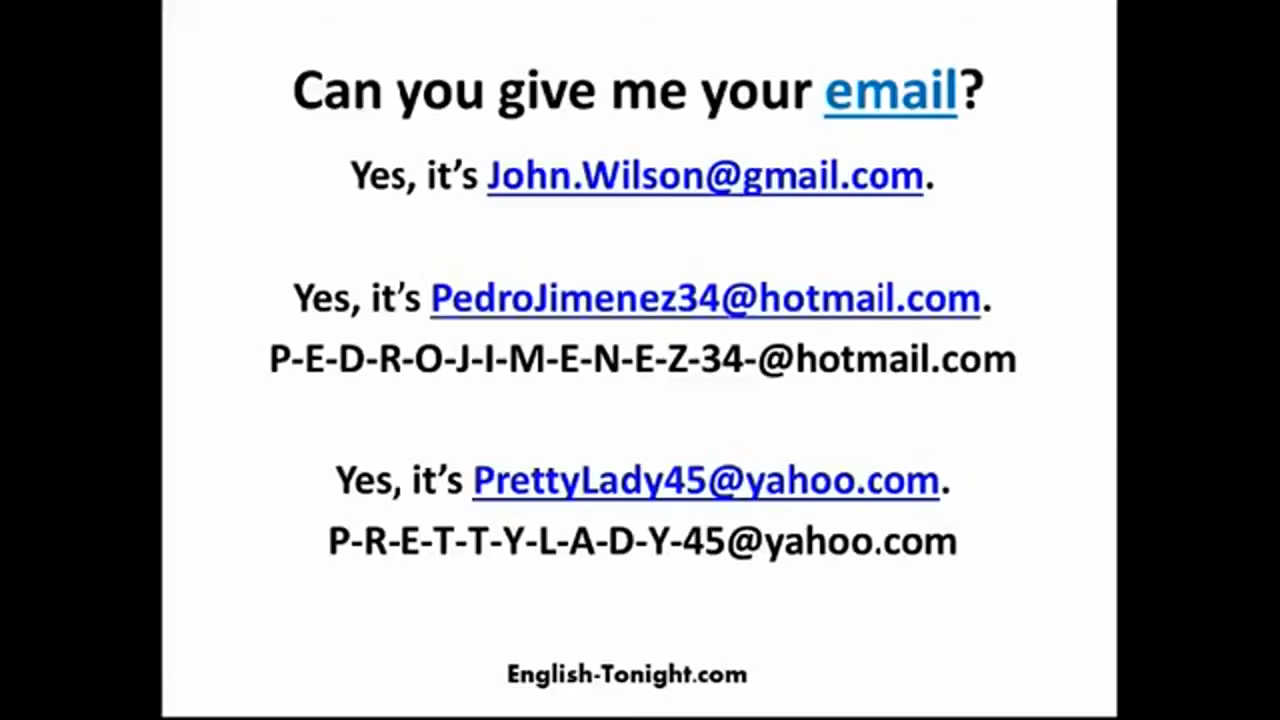 Can you give me your email?
Yes, it’s John.Wilson@gmail.com.
Yes, it’s PedroJimenez34@hotmail.com.
P-E-D-R-O-J-I-M-E-N-E-Z-34-@hotmail.com
Yes, it’s PrettyLady45@yahoo.com.
P-R-E-T-T-Y-L-A-D-Y-45@yahoo.com
English-Tonight.com